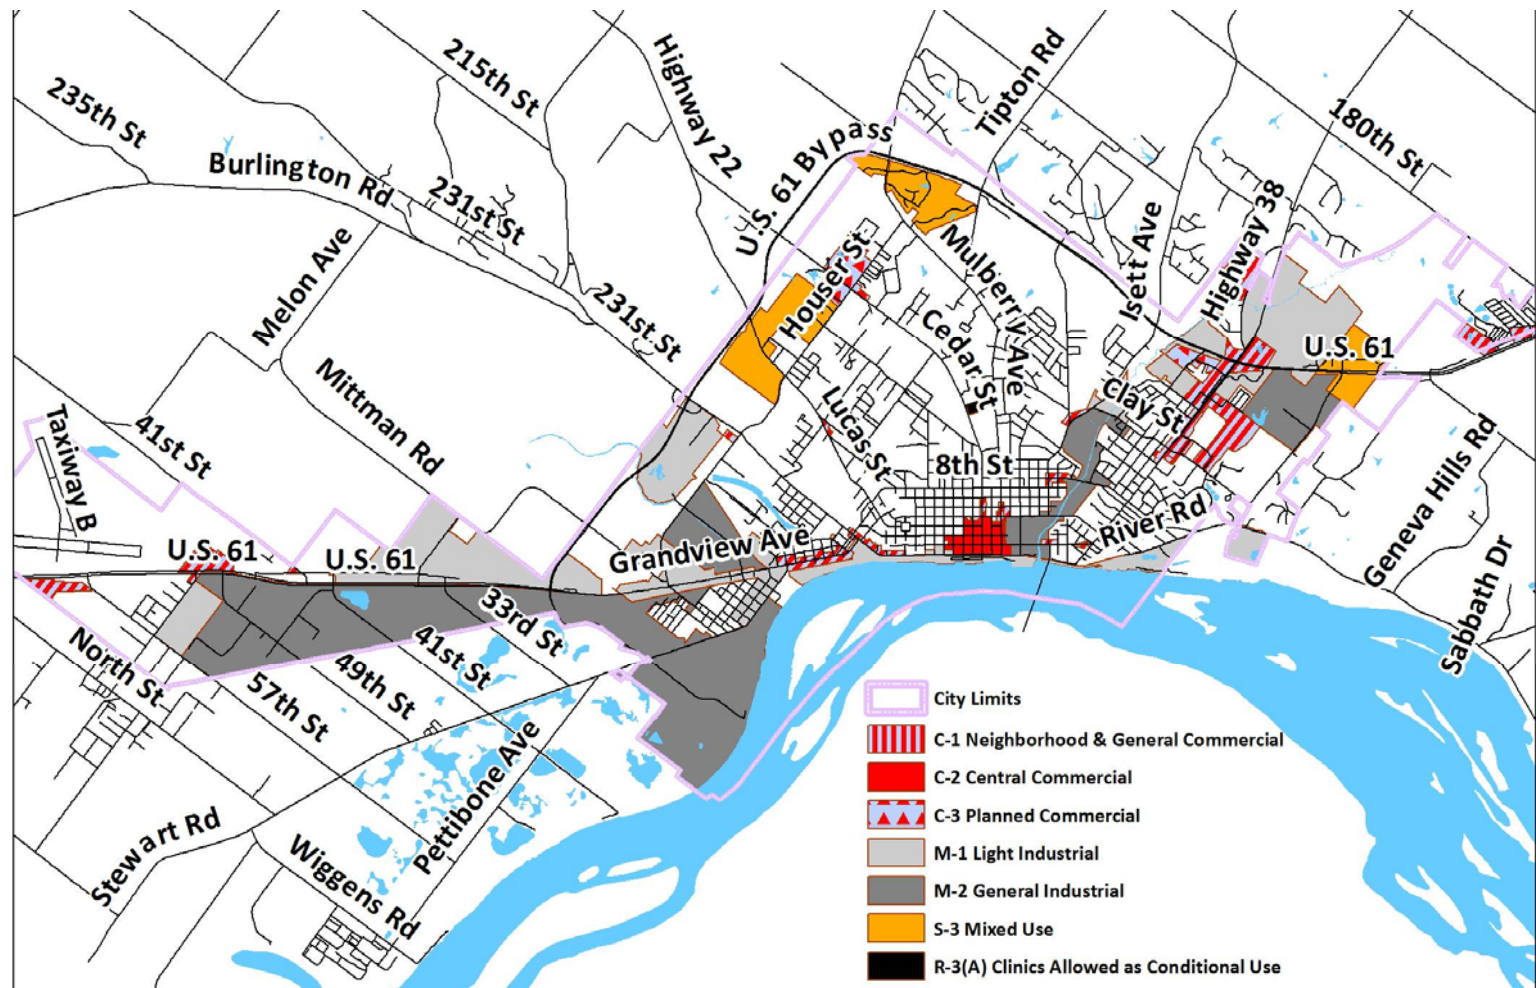 215th St
Highway 22
Tipton Rd
235th St
180th St
U.S. 61 Bypass
Burlington Rd
231st St
Isett Ave
Highway 38
Melon Ave
Houser St
Mulberry Ave
231st St
Cedar St
U.S. 61
Mittman Rd
Lucas St
Clay St
Taxiway B
41st St
8th St
Geneva Hills Rd
River Rd
U.S. 61
U.S. 61
Grandview Ave
33rd St
41st St
Sabbath Dr
North St
49th St
57th St
Pettibone Ave
Stewart Rd
Wiggens Rd
City Limits
C-1 Neighborhood & General Commercial
C-2 Central Commercial
C-3 Planned Commercial
M-1 Light Industrial
M-2 General Industrial
S-3 Mixed Use
R-3(A) Clinics Allowed as Conditional Use